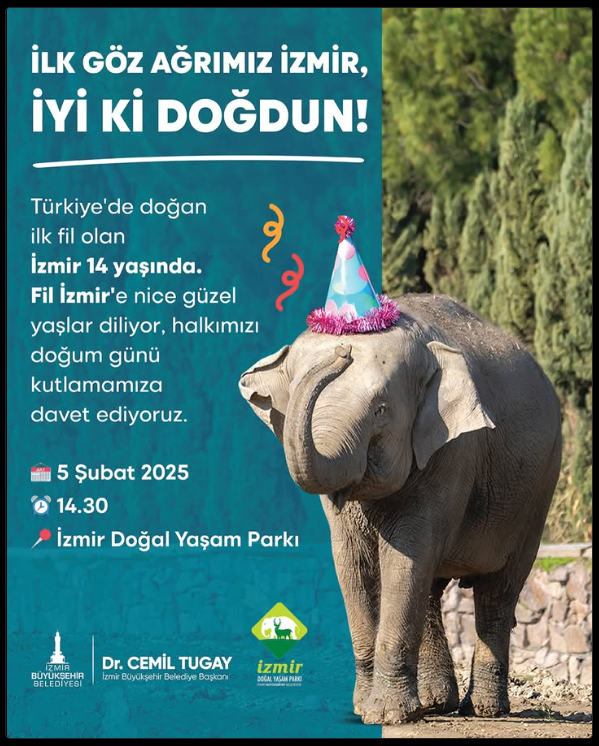 İLK GÖZ AĞRIMIZ İZMİR,
İYİ Kİ DOĞDUN!
Türkiye'de doğan
ilk fil olan
İzmir 14 yaşında.
Fil İzmir'e nice güzel
yaşlar diliyor, halkımızı
doğum günü
kutlamamıza
davet ediyoruz.
5 Şubat 2025
14.30
İzmir Doğal Yaşam Parkı
İZMİR
BÜYÜKŞEHİR
BELEDİYESİ
Dr. CEMİL TUGAY
İzmir Büyükşehir Belediye Başkanı
izmir
DOĞAL YAŞAM PARKI